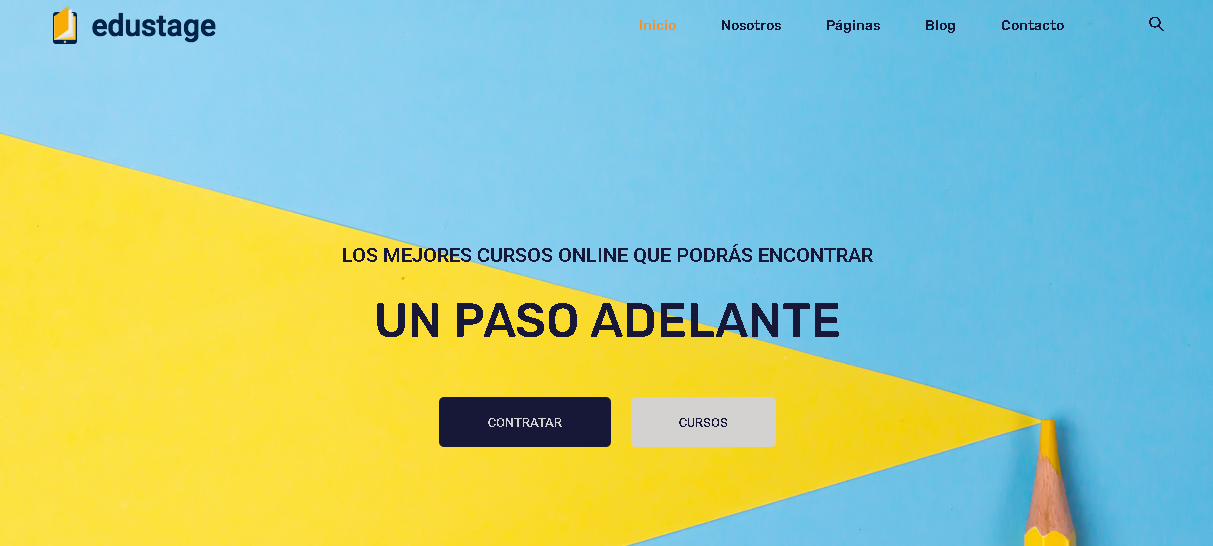 edustage
Inicio Nosotros Páginas Blog Contacto
LOS MEJORES CURSOS ONLINE QUE PODRÁS ENCONTRAR
UN PASO ADELANTE
CONTRATAR CURSOS